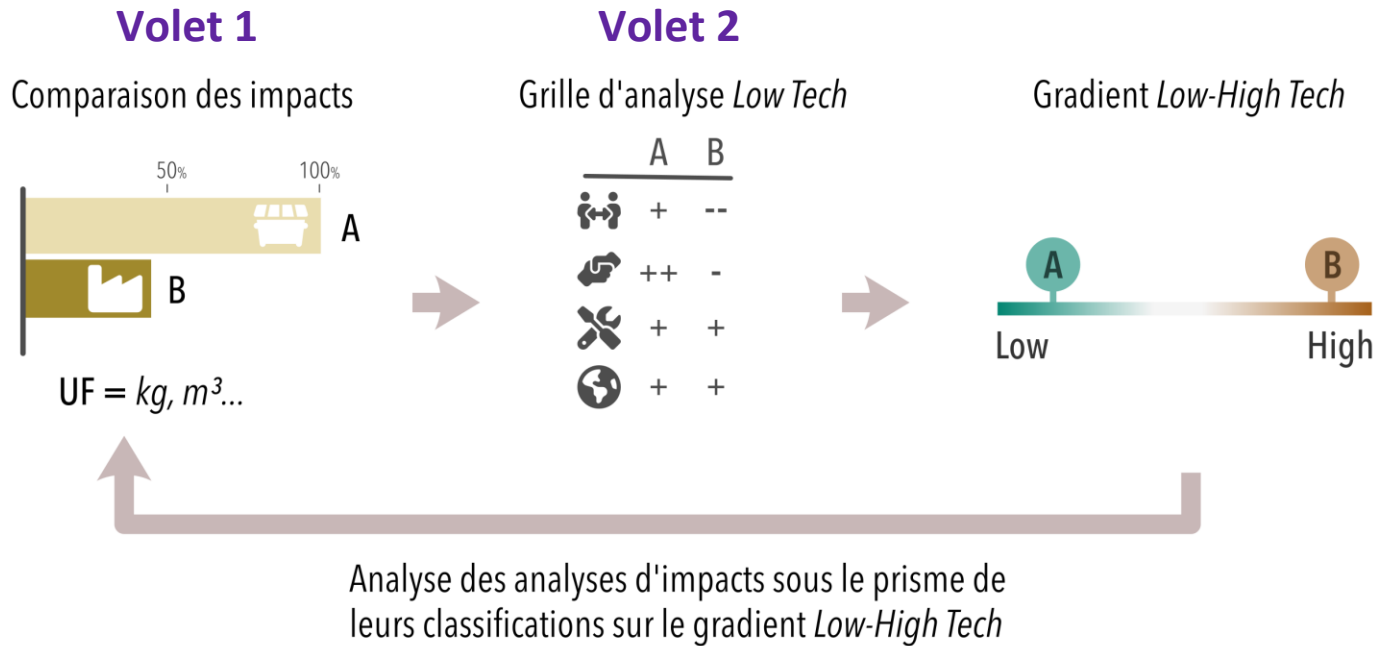 Volet 1
Volet 2
Comparaison des impacts
Grille d'analyse Low Tech
Gradient Low-High Tech
50%
100%
A
B
UF = kg, m³...
A B
+ --
++ -
+ +
+ +
A
B
Low
High
Analyse des analyses d'impacts sous le prisme de
leurs classifications sur le gradient Low-High Tech